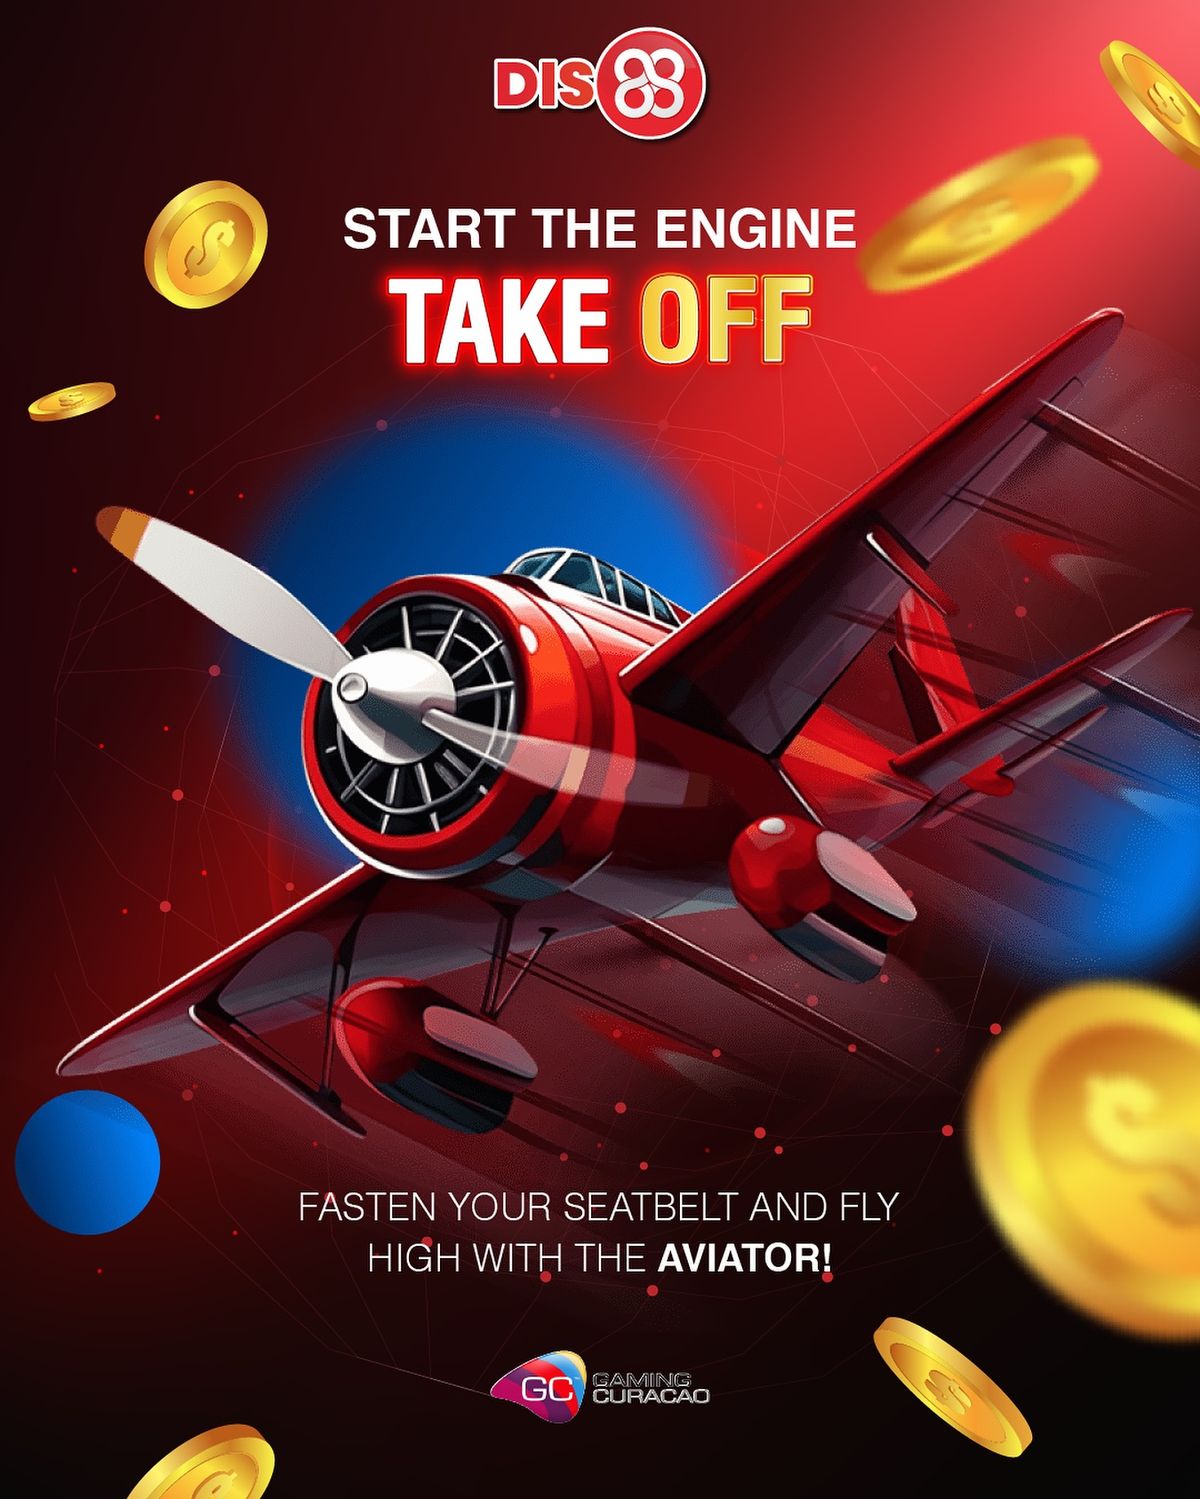 DIS88
START THE ENGINE
TAKE OFF
FASTEN YOUR SEATBELT AND FLY
HIGH WITH THE AVIATOR!
GC GAMING
CURACAO